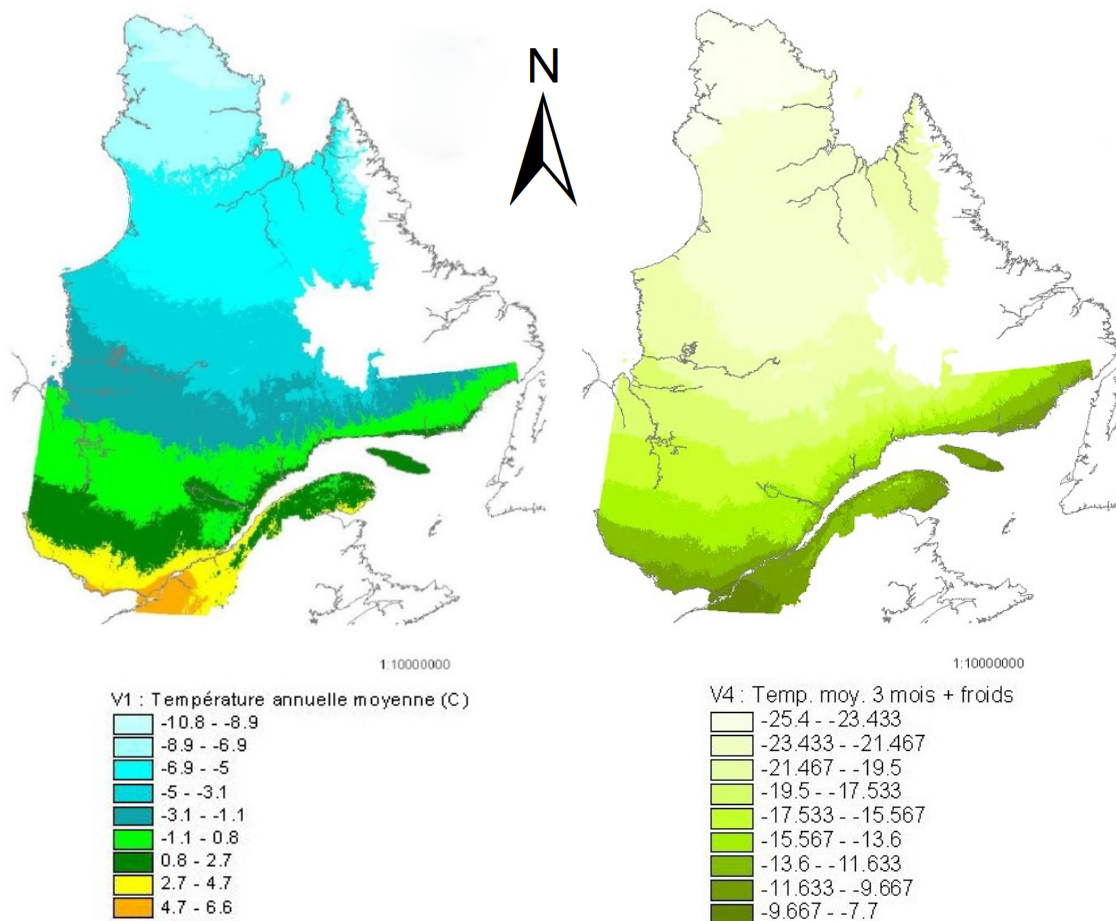 N
1:10000000
1:10000000
V1 : Température annuelle moyenne (C)
-10.8 - -8.9
-8.9 - -6.9
-6.9 - -5
-5 - -3.1
-3.1 - -1.1
-1.1 - 0.8
0.8 - 2.7
2.7 - 4.7
4.7 - 6.6
V4 : Temp. moy. 3 mois + froids
-25.4 - -23.433
-23.433 - -21.467
-21.467 - -19.5
-19.5 - -17.533
-17.533 - -15.567
-15.567 - -13.6
-13.6 - -11.633
-11.633 - -9.667
-9.667 - -7.7